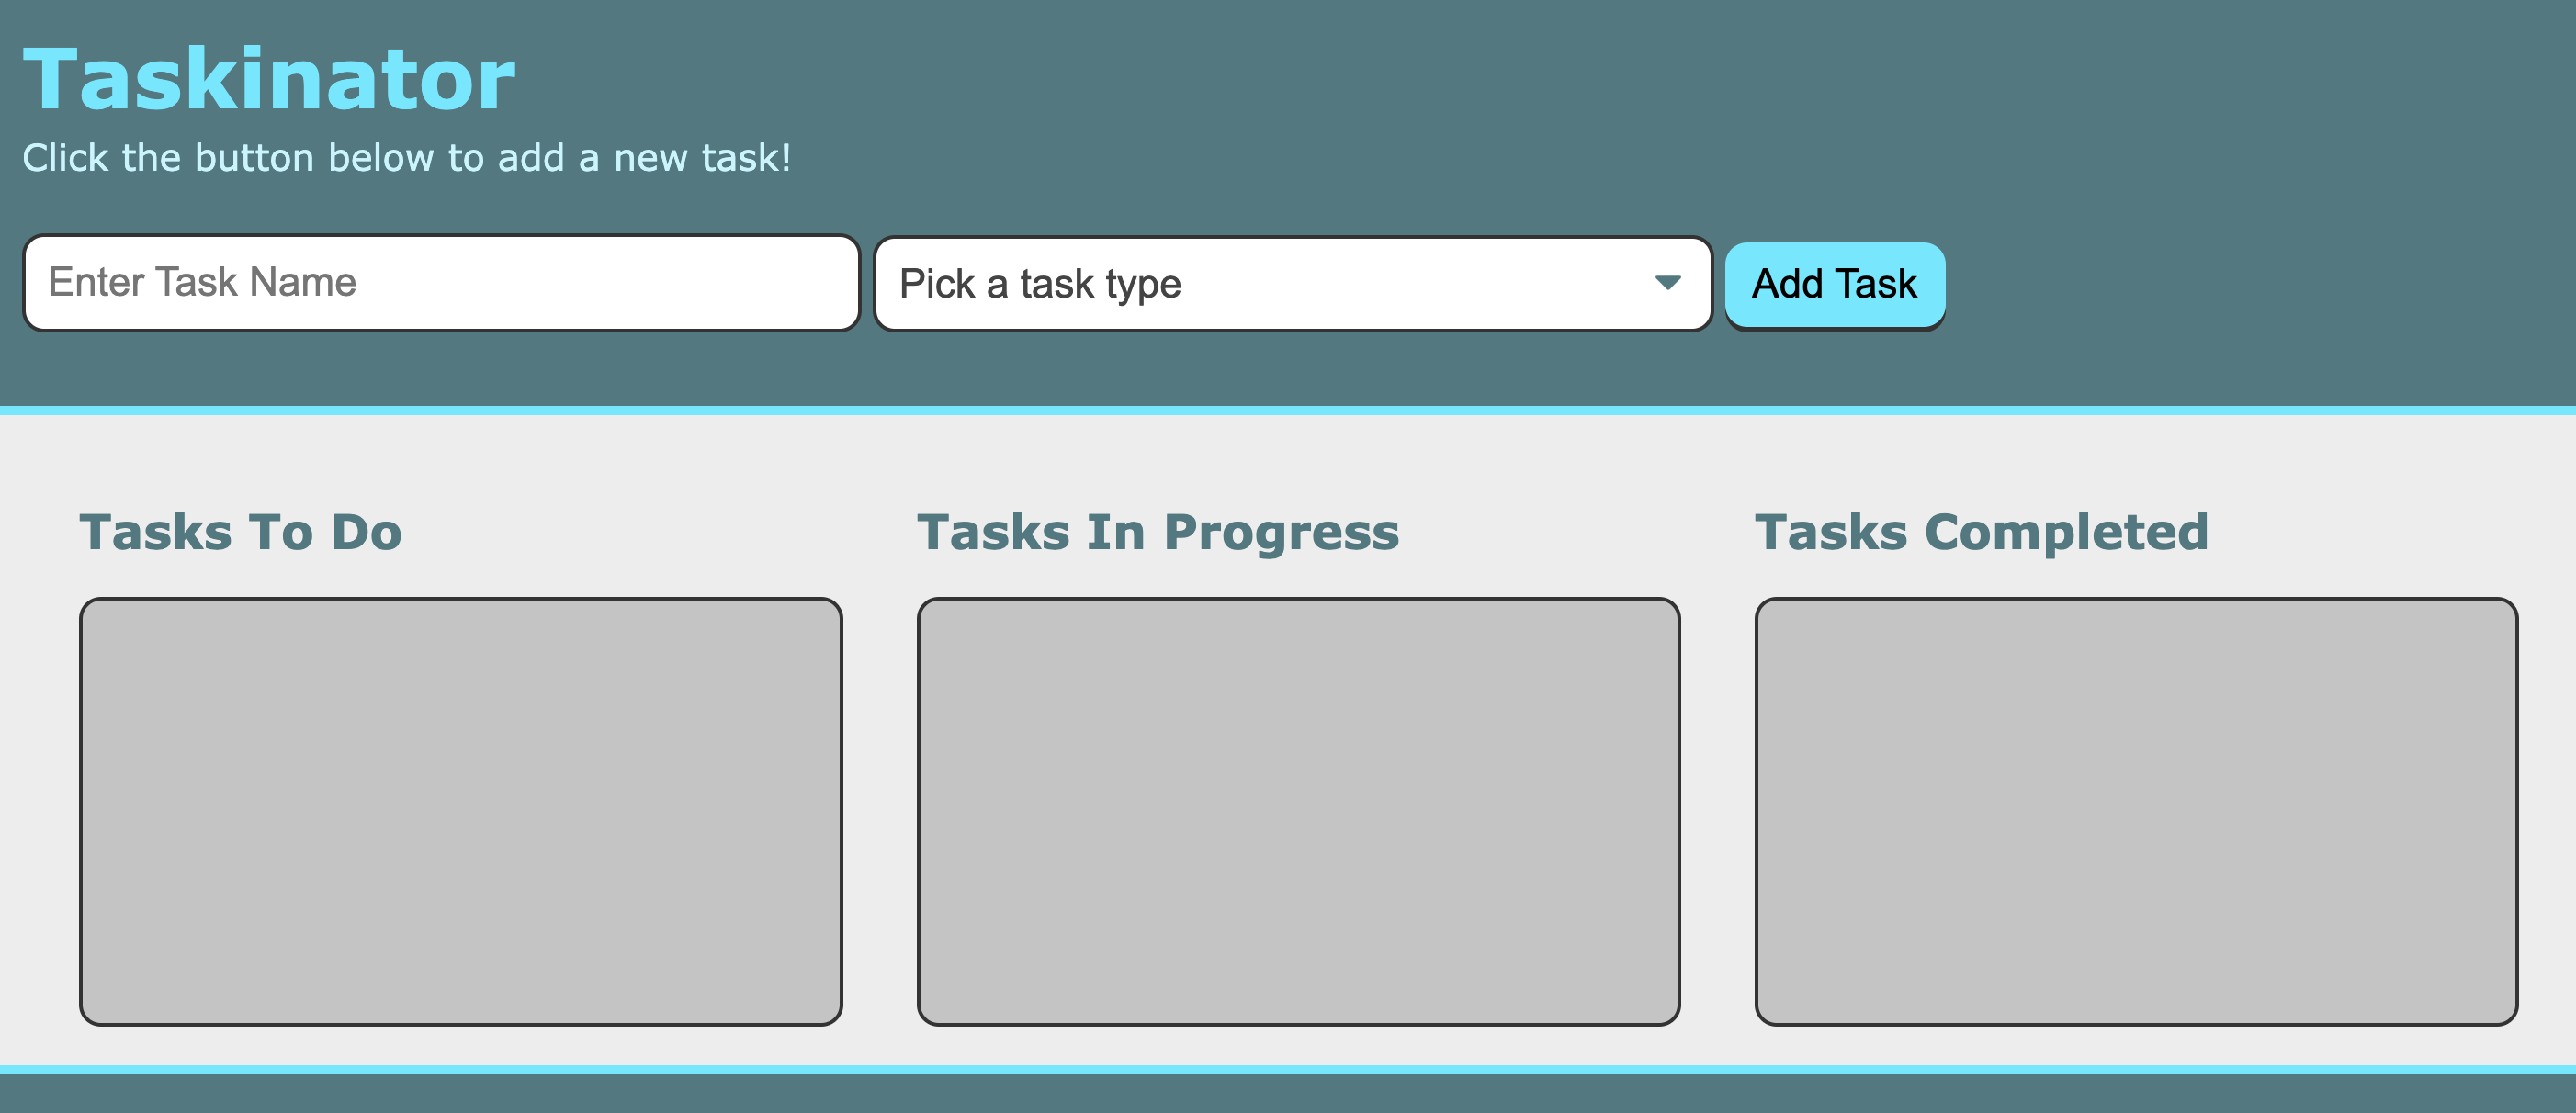 Taskinator
Click the button below to add a new task!
Enter Task Name
Pick a task type
Add Task
Tasks To Do
Tasks In Progress
Tasks Completed